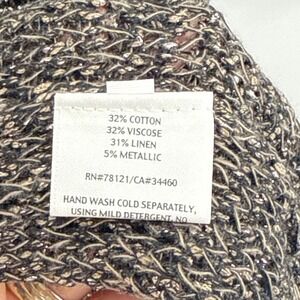 32% COTTON
32% VISCOSE
31% LINEN
5% METALLIC
RN#78121/CA#34460
HAND WASH COLD SEPARATELY,
USING MILD DETERGENT, NO